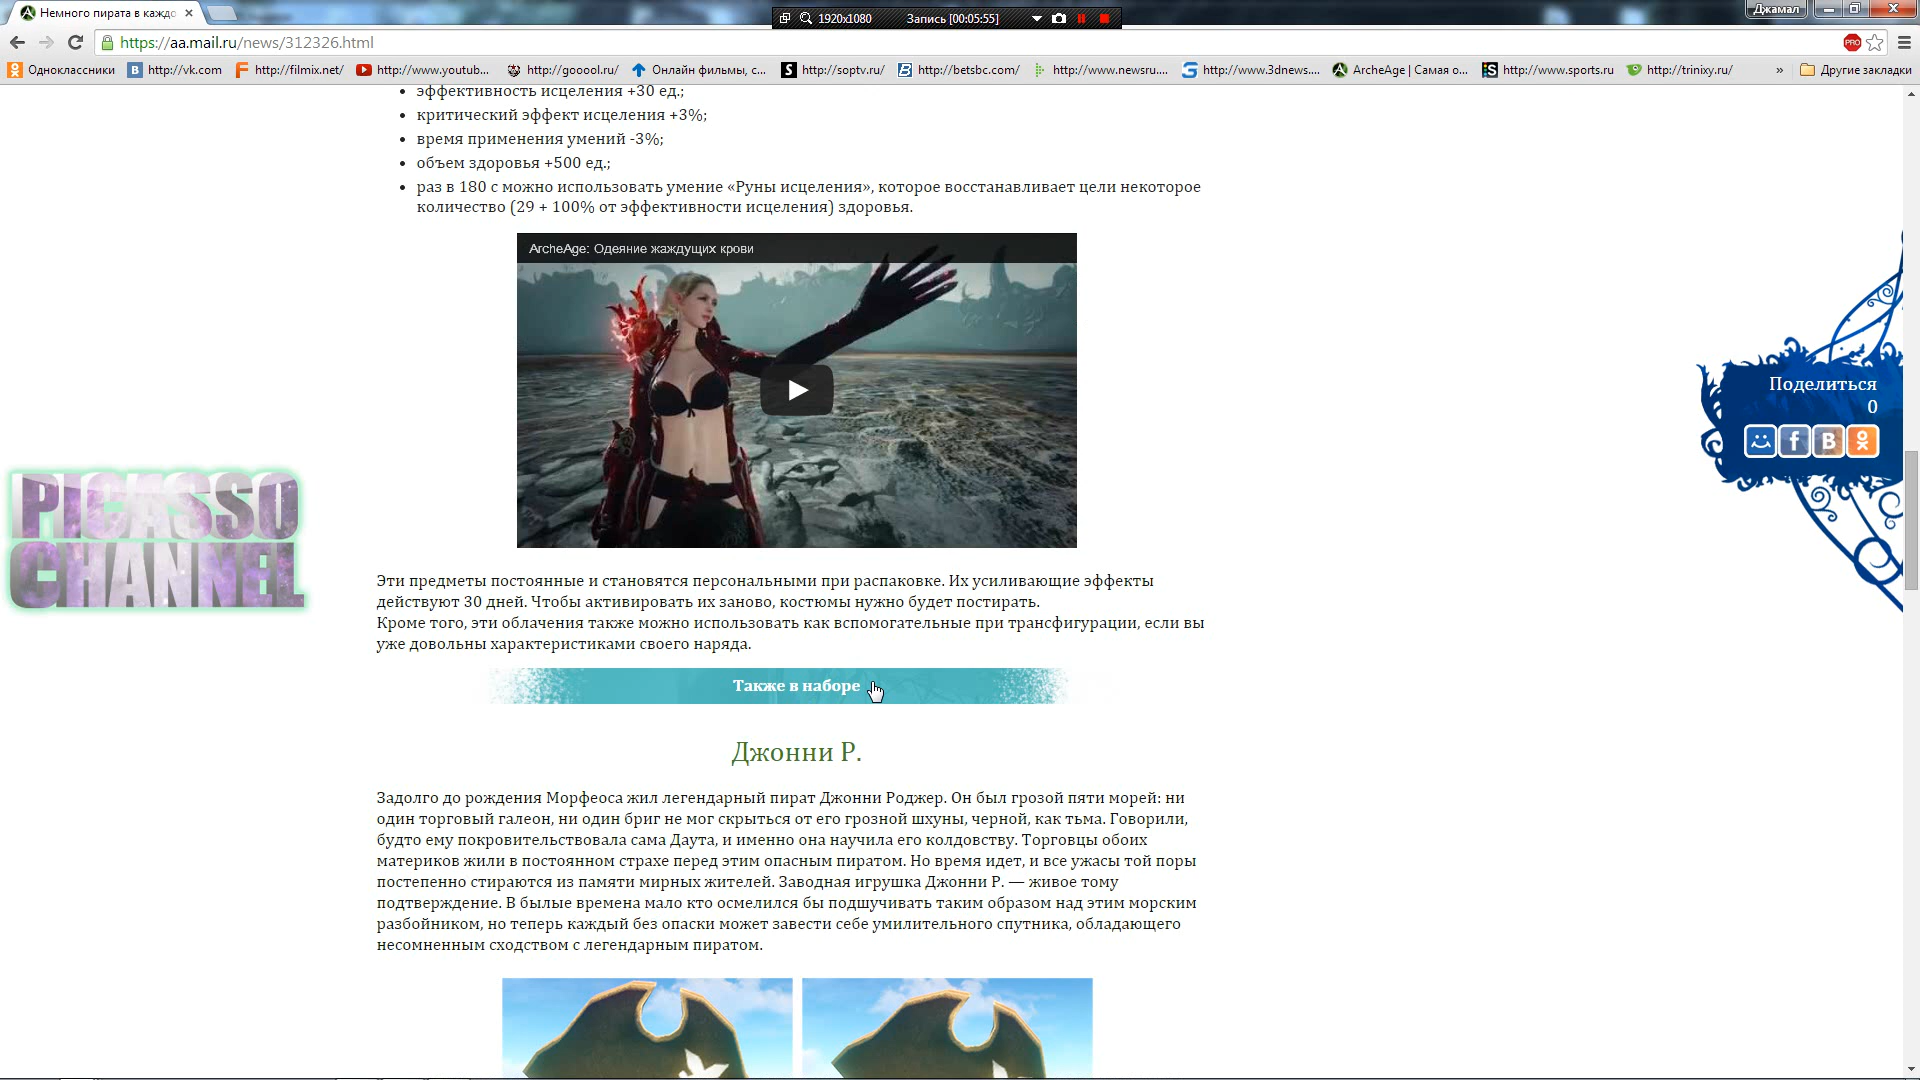 Немного пирата в каждо
1920x1080
Запись [00:05:55]
Джамал
https://aa.mail.ru/news/312326.html
PRO
Одноклассники
http://vk.com
http://filmix.net/
http://www.youtub...
http://gooool.ru/
Онлайн фильмы, с...
http://soptv.ru/
http://betsbc.com/
http://www.newsru....
http://www.3dnews....
ArcheAge | Самая о...
http://www.sports.ru
http://trinixy.ru/
»
Другие закладки
эффективность исцеления +30 ед.;
критический эффект исцеления +3%;
время применения умений -3%;
объем здоровья +500 ед.;
раз в 180 с можно использовать умение «Руны исцеления», которое восстанавливает цели некоторое
количество (29 + 100% от эффективности исцеления) здоровья.
ArcheAge: Одеяние жаждущих крови
Поделиться
0
PICASSO
CHANNEL
Эти предметы постоянные и становятся персональными при распаковке. Их усиливающие эффекты
действуют 30 дней. Чтобы активировать их заново, костюмы нужно будет постирать.
Кроме того, эти облачения также можно использовать как вспомогательные при трансфигурации, если вы
уже довольны характеристиками своего наряда.
Также в наборе
Джонни Р.
Задолго до рождения Морфеоса жил легендарный пират Джонни Роджер. Он был грозой пяти морей: ни
один торговый галеон, ни один бриг не мог скрыться от его грозной шхуны, черной, как тьма. Говорили,
будто ему покровительствовала сама Даута, и именно она научила его колдовству. Торговцы обоих
материков жили в постоянном страхе перед этим опасным пиратом. Но время идет, и все ужасы той поры
постепенно стираются из памяти мирных жителей. Заводная игрушка Джонни Р. — живое тому
подтверждение. В былые времена мало кто осмелился бы подшучивать таким образом над этим морским
разбойником, но теперь каждый без опаски может завести себе умилительного спутника, обладающего
несомненным сходством с легендарным пиратом.